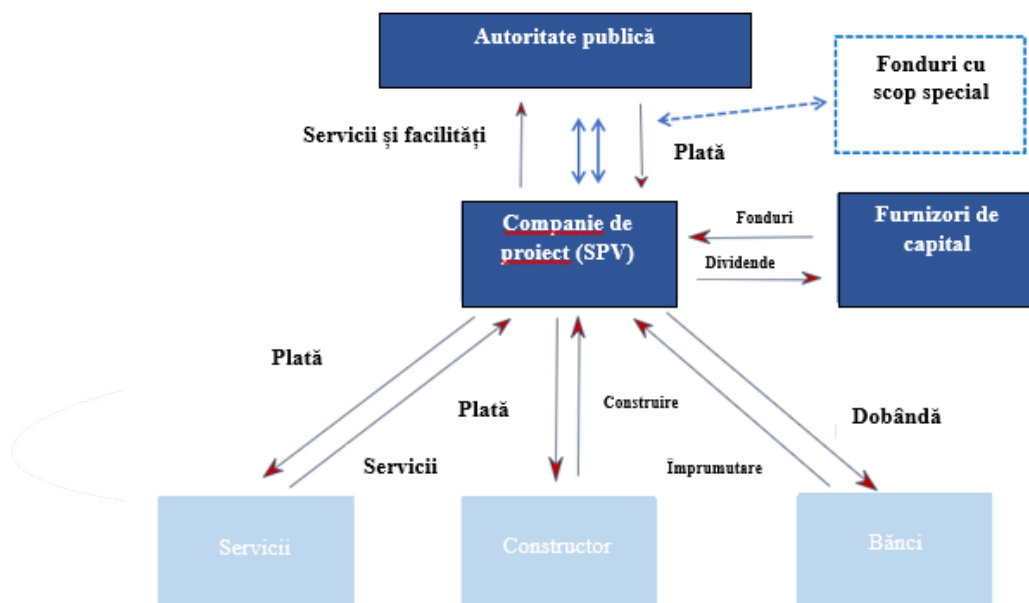 Autoritate publică
Fonduri cu
scop special
Servicii și facilități
Plată
Companie de
proiect (SPV)
Fonduri
Dividende
Furnizori de
capital
Plată
Plată
Construire
Dobândă
Servicii
Împrumutare
Servicii
Constructor
Bănci